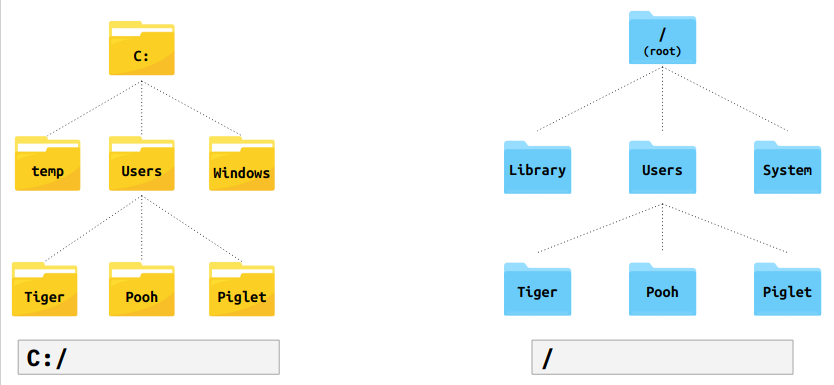 C:
temp
Users
Windows
Tiger
Pooh
Piglet
C:/
/
(root)
Library
Users
System
Tiger
Pooh
Piglet
/